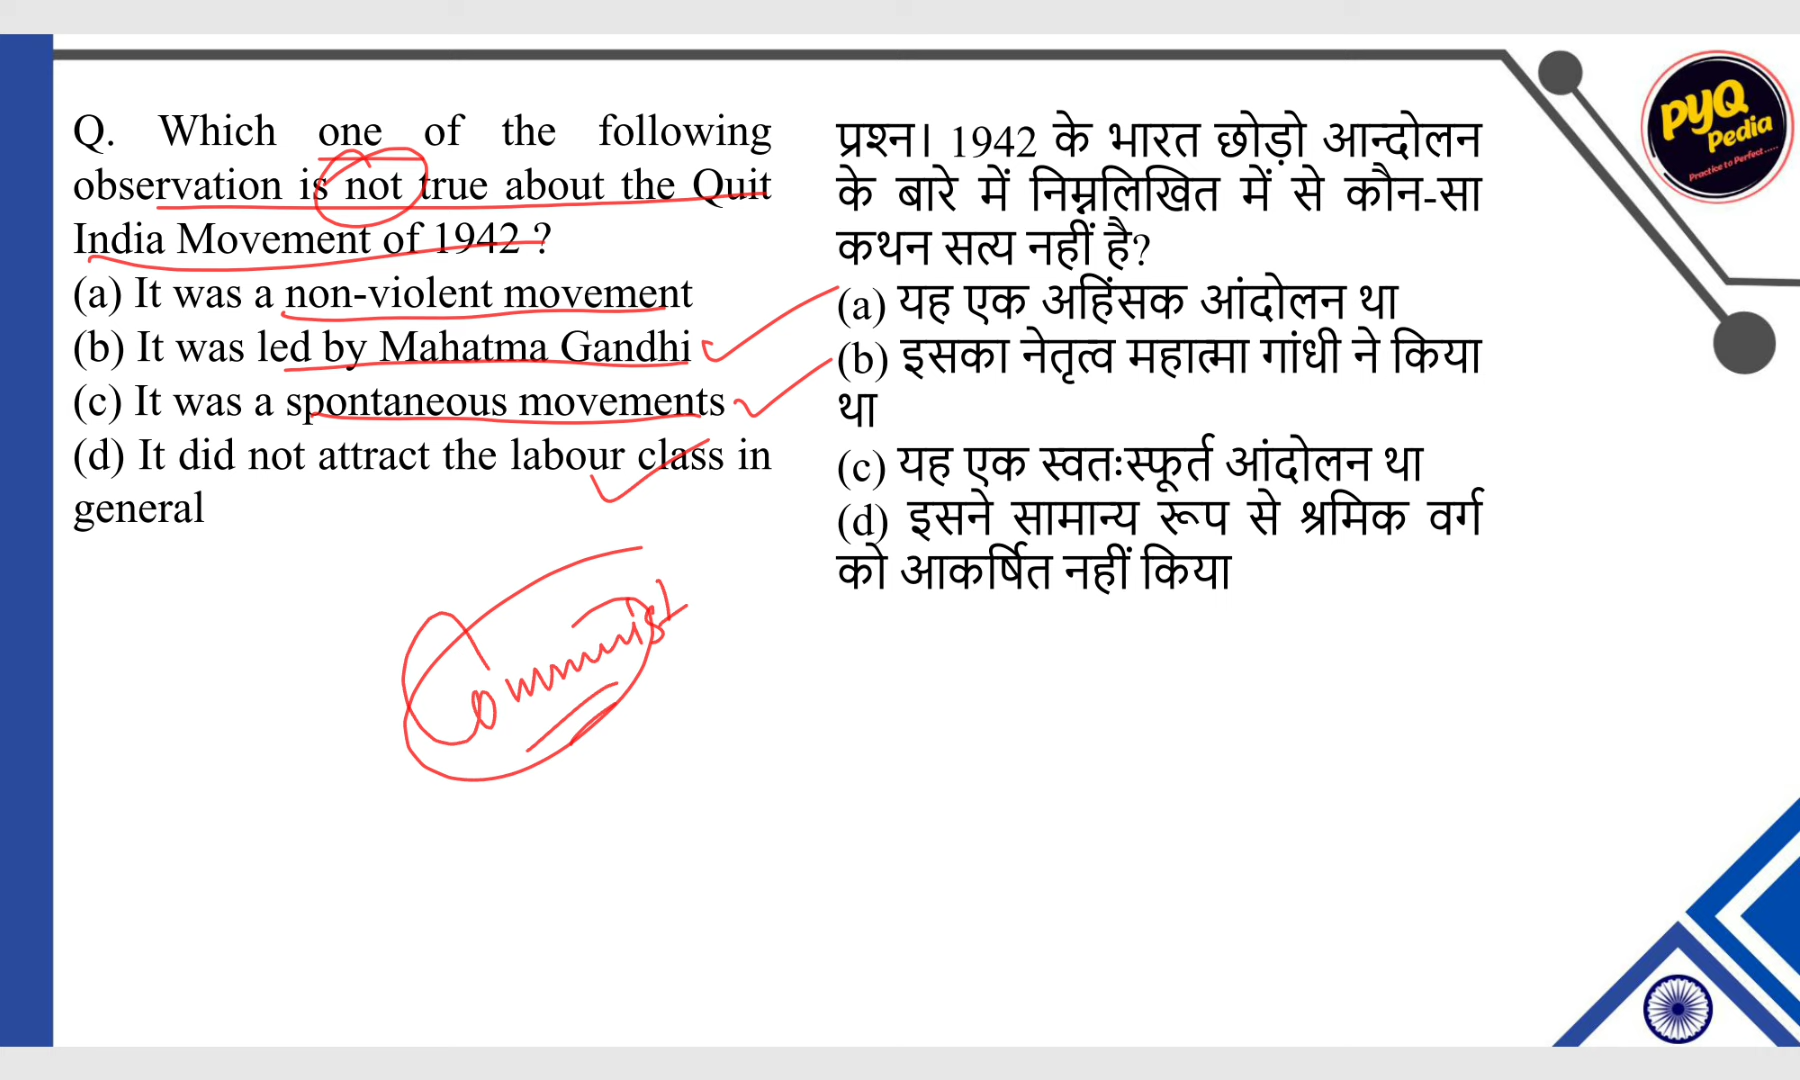 Q. Which one of the following
observation is not true about the Quit
India Movement of 1942 ?
(a) It was a non-violent movement
(b) It was led by Mahatma Gandhi
(c) It was a spontaneous movements
(d) It did not attract the labour class in
general
Communist
प्रश्न। 1942 के भारत छोड़ो आन्दोलन
के बारे में निम्नलिखित में से कौन-सा
कथन सत्य नहीं है?
(a) यह एक अहिंसक आंदोलन था
(b) इसका नेतृत्व महात्मा गांधी ने किया
था
(c) यह एक स्वतःस्फूर्त आंदोलन था
(d) इसने सामान्य रूप से श्रमिक वर्ग
को आकर्षित नहीं किया
PYQ
Pedia
Practice to Perfect.....